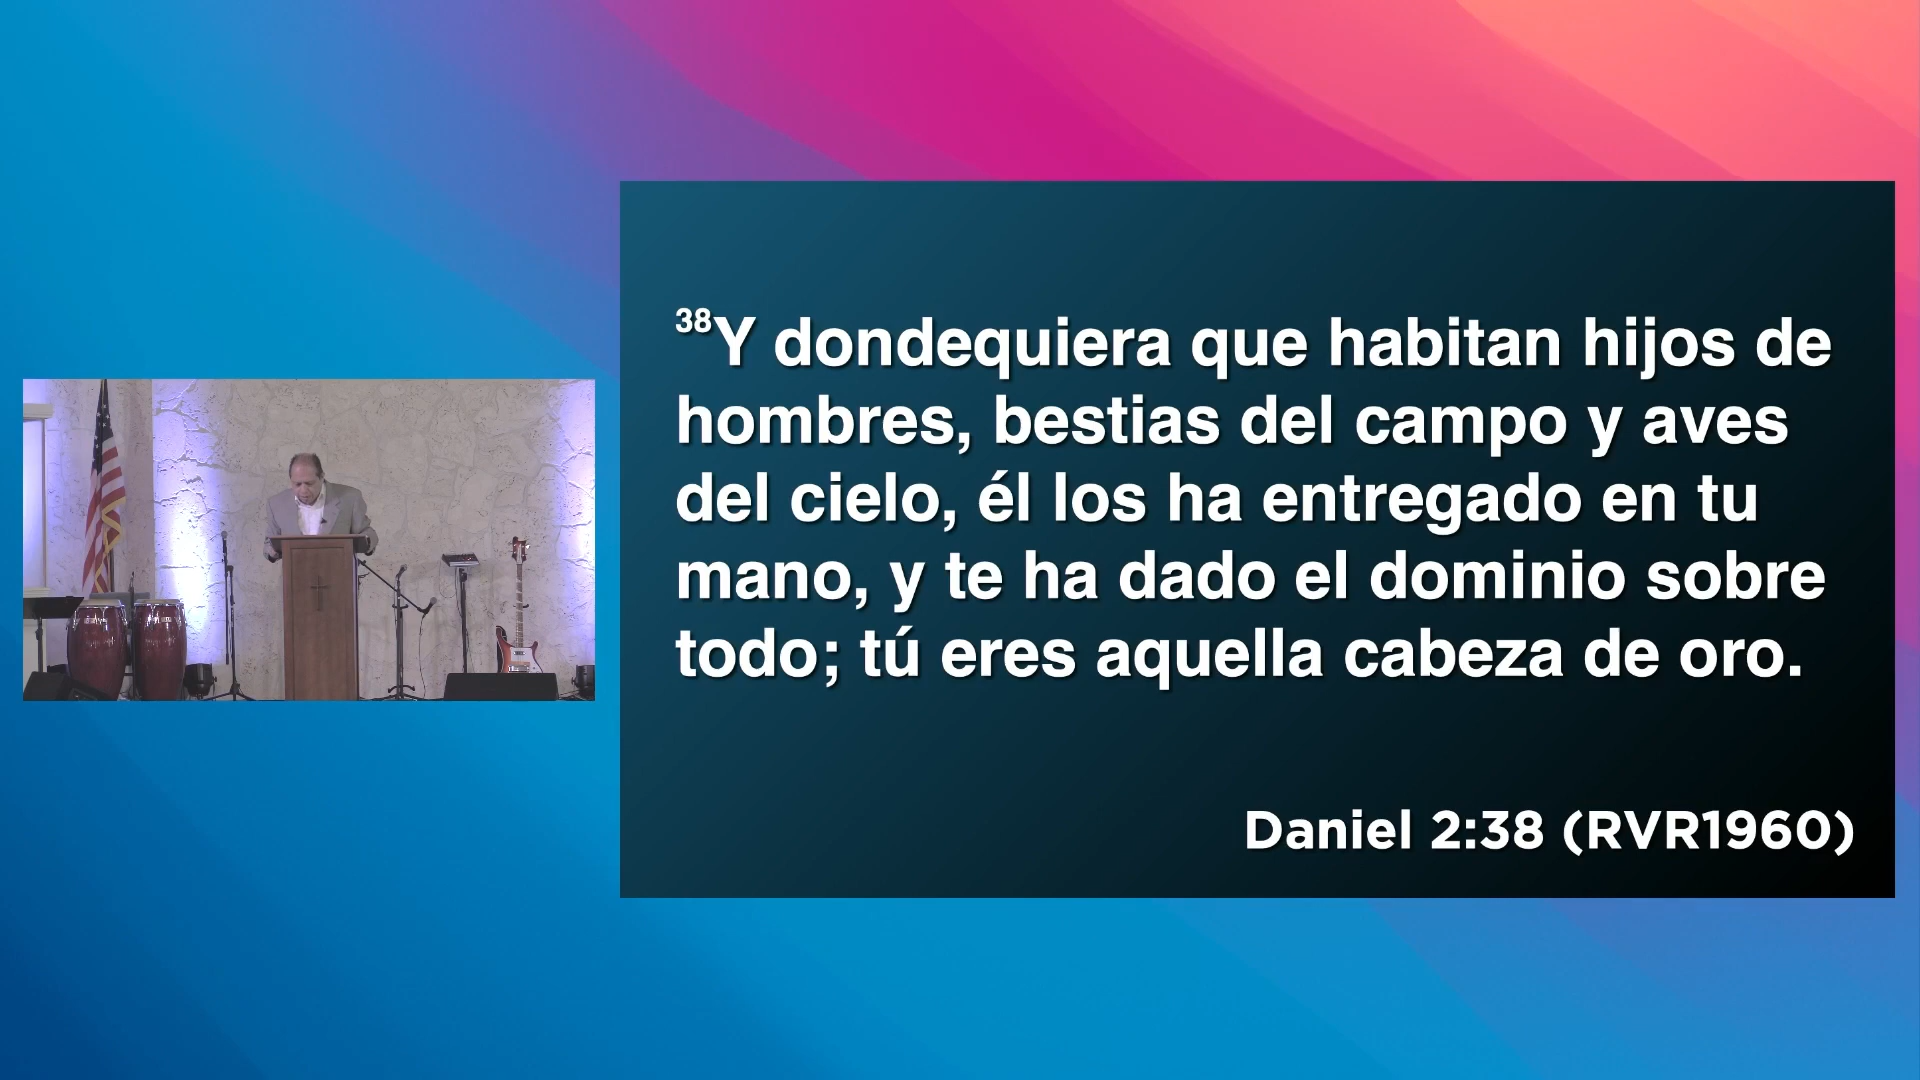 38Y dondequiera que habitan hijos de
hombres, bestias del campo y aves
del cielo, él los ha entregado en tu
mano, y te ha dado el dominio sobre
todo; tú eres aquella cabeza de oro.
Daniel 2:38 (RVR1960)